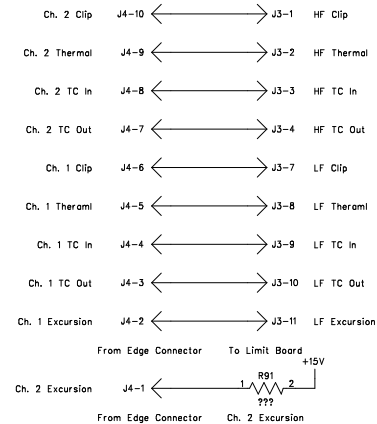 Ch. 2 Clip J4-10 J3-1 HF Clip
Ch. 2 Thermal J4-9 J3-2 HF Thermal
Ch. 2 TC In J4-8 J3-3 HF TC In
Ch. 2 TC Out J4-7 J3-4 HF TC Out
Ch. 1 Clip J4-6 J3-7 LF Clip
Ch. 1 Theraml J4-5 J3-8 LF Theraml
Ch. 1 TC In J4-4 J3-9 LF TC In
Ch. 1 TC Out J4-3 J3-10 LF TC Out
Ch. 1 Excursion J4-2 J3-11 LF Excursion
From Edge Connector To Limit Board
+15V
R91
Ch. 2 Excursion J4-1 1 2
???
From Edge Connector Ch. 2 Excursion